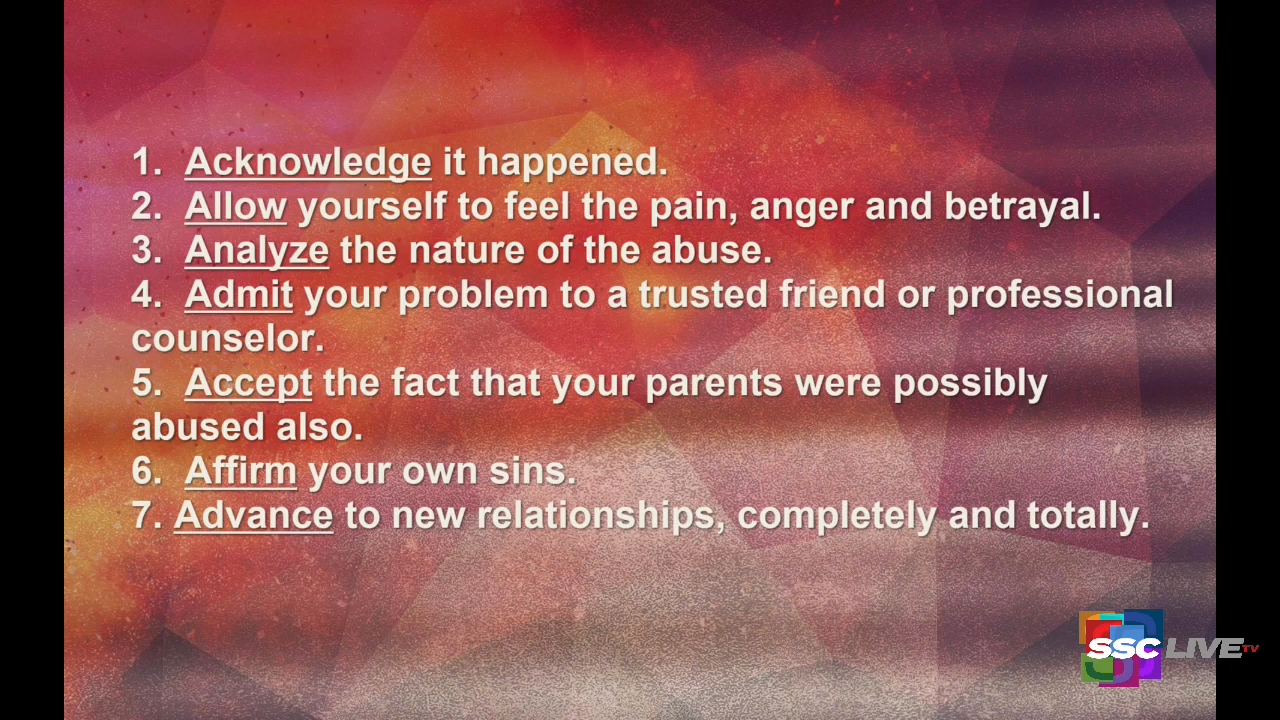 1. Acknowledge it happened.
2. Allow yourself to feel the pain, anger and betrayal.
3. Analyze the nature of the abuse.
4. Admit your problem to a trusted friend or professional
counselor.
5. Accept the fact that your parents were possibly
abused also.
6. Affirm your own sins.
7. Advance to new relationships, completely and totally.
SSC LIVE TV